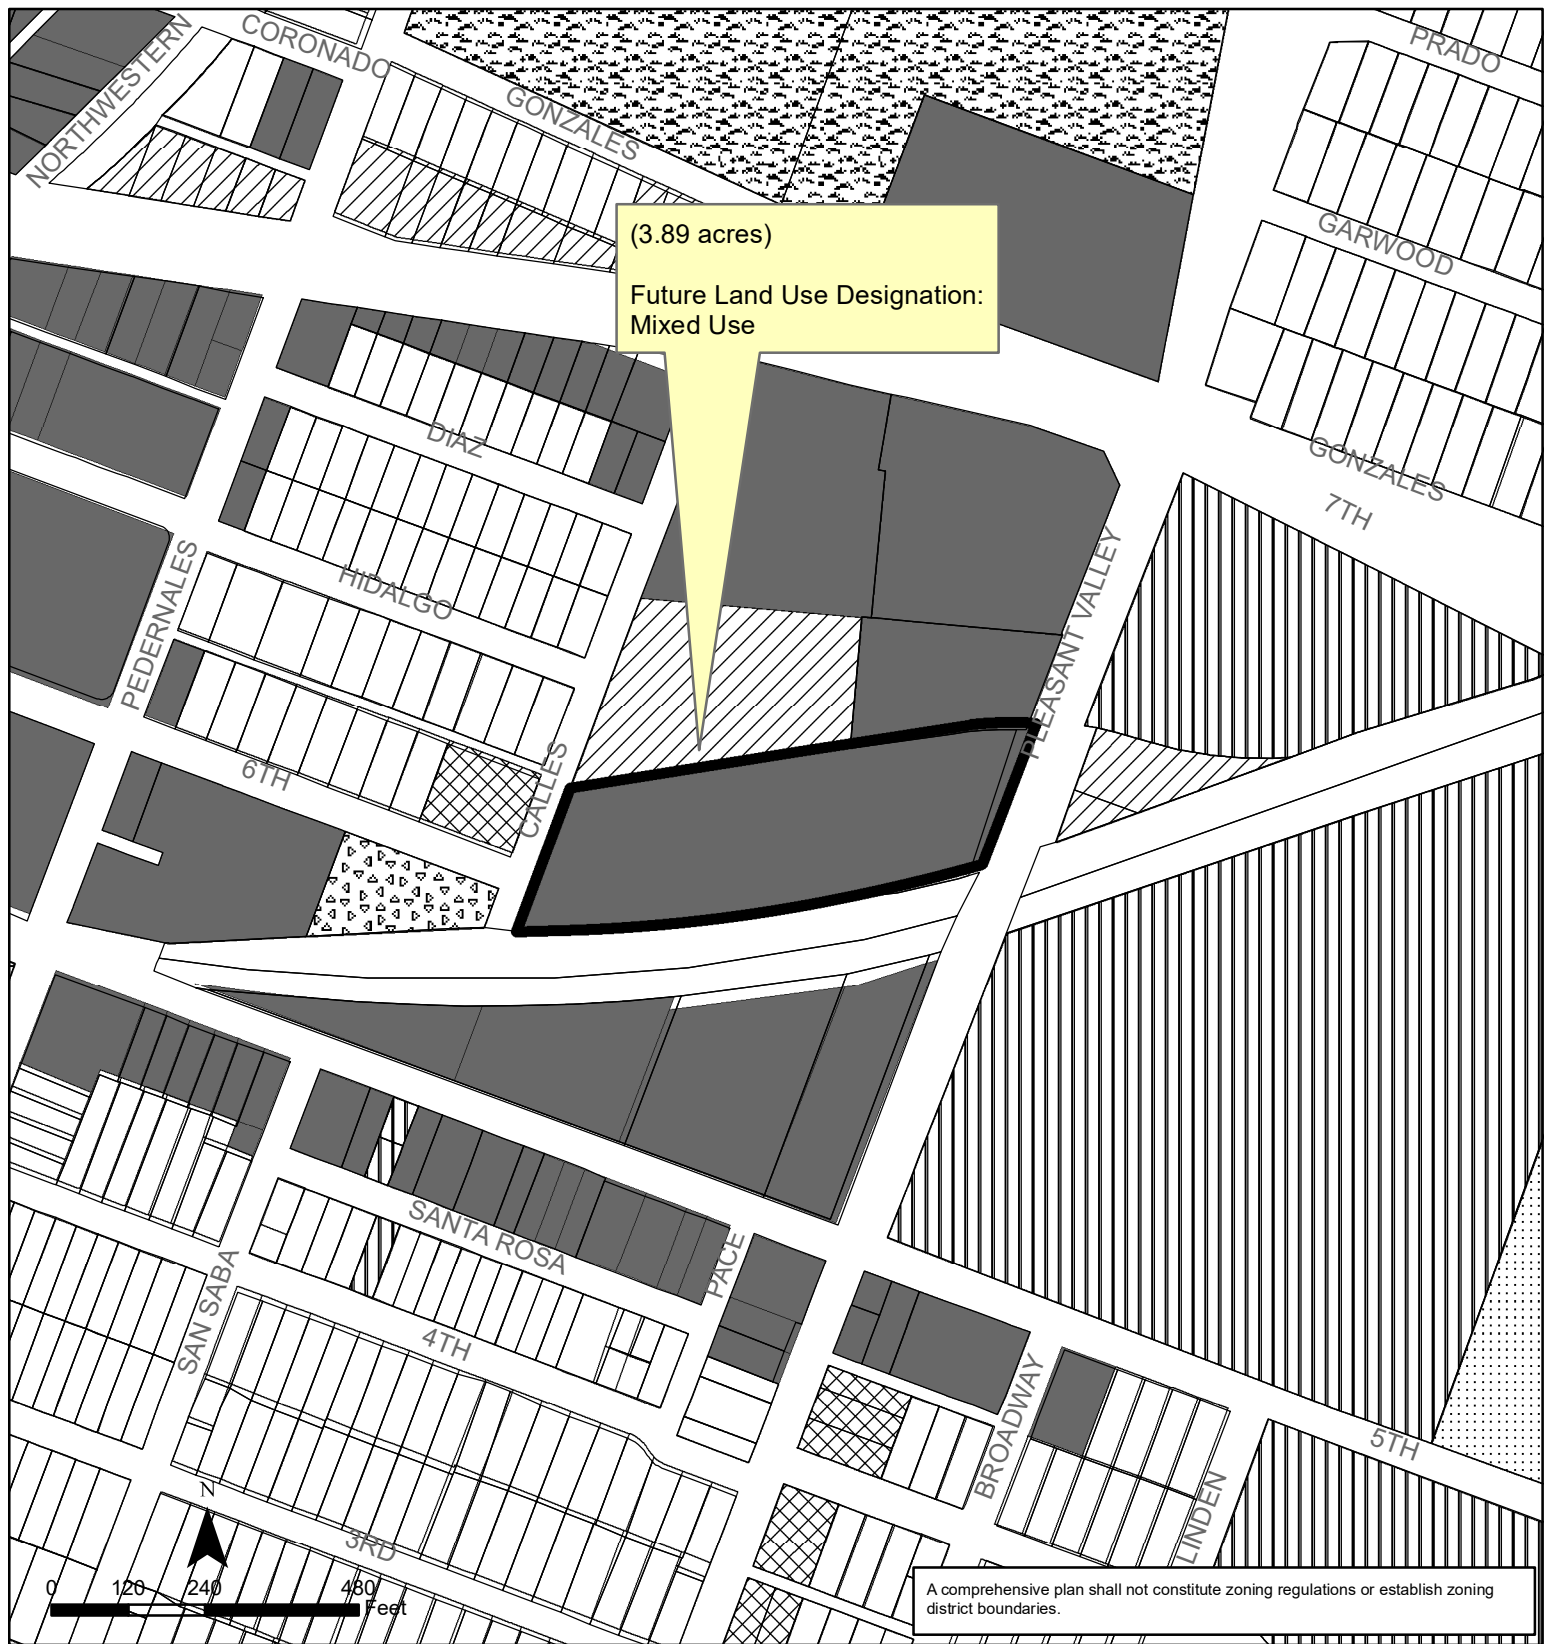 CORONADO
PRADO
NORTHWESTERN
GONZALES
(3.89 acres)
Future Land Use Designation:
Mixed Use
GARWOOD
DIAZ
GONZALES
7TH
HIDALGO
PEDERNALES
PLEASANT VALLEY
6TH
CALLES
SANTA ROSA
PACE
SAN SABA
4TH
BROADWAY
5TH
LINDEN
3RD
N
0 120 240 480
Feet
A comprehensive plan shall not constitute zoning regulations or establish zoning
district boundaries.